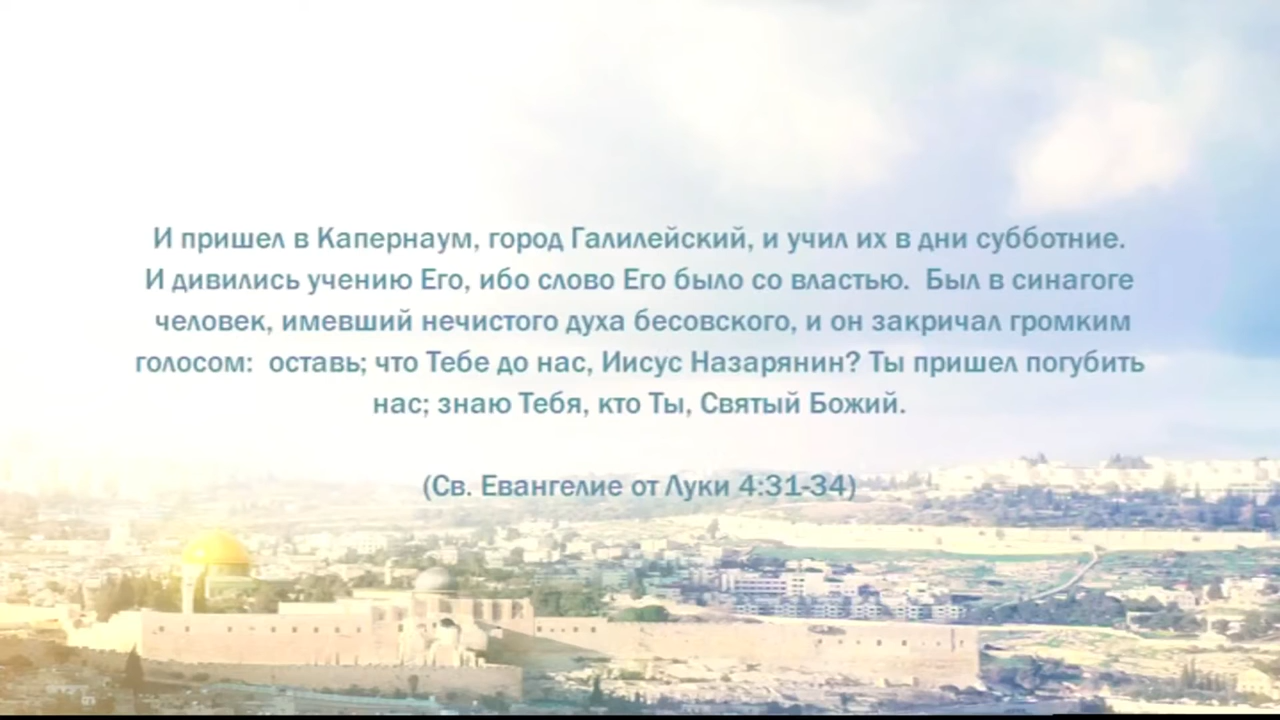 И пришел в Капернаум, город Галилейский, и учил их в дни субботние.
И дивились учению Его, ибо слово Его было со властью.  Был в синагоге
человек, имевший нечистого духа бесовского, и он закричал громким
голосом:  оставь; что Тебе до нас, Иисус Назарянин? Ты пришел погубить
нас; знаю Тебя, кто Ты, Святый Божий.
(Св. Евангелие от Луки 4:31-34)